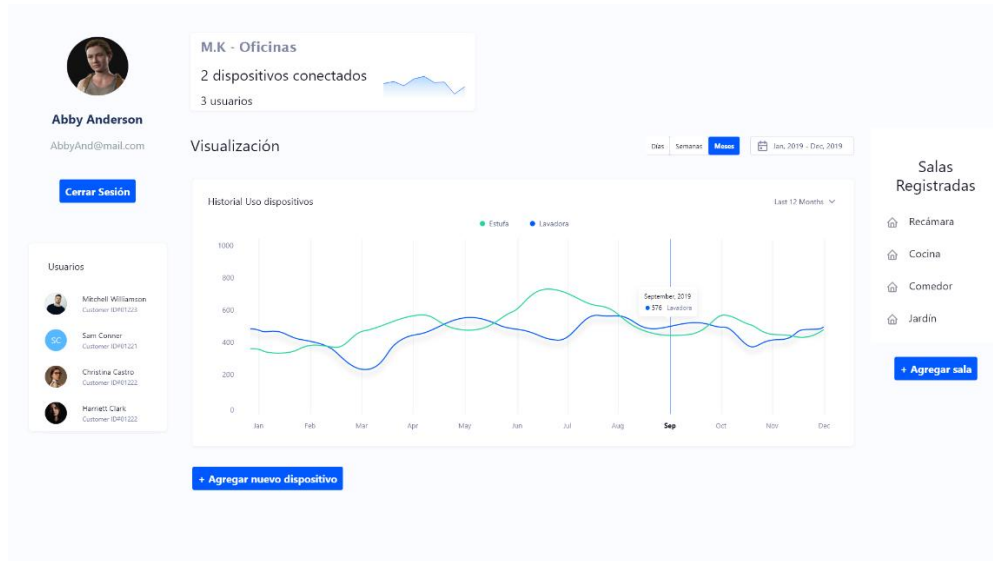 Abby Anderson
AbbyAnd@mail.com
Cerrar Sesión
Usuarios
Mitchell Williamson
Customer ID#01223
SC
Sam Conner
Customer ID#01221
Christina Castro
Customer ID#01222
Harriett Clark
Customer ID#01222
M.K - Oficinas
2 dispositivos conectados
3 usuarios
Visualización
Días
Semanas
Meses
Jan, 2019 - Dec, 2019
Historial Uso dispositivos
Last 12 Months
Estufa
Lavadora
1000
800
600
400
200
0
September, 2019
576 Lavadora
Jan Feb Mar Apr May Jun Jul Aug Sep Oct Nov Dec
+ Agregar nuevo dispositivo
Salas
Registradas
Recámara
Cocina
Comedor
Jardín
+ Agregar sala